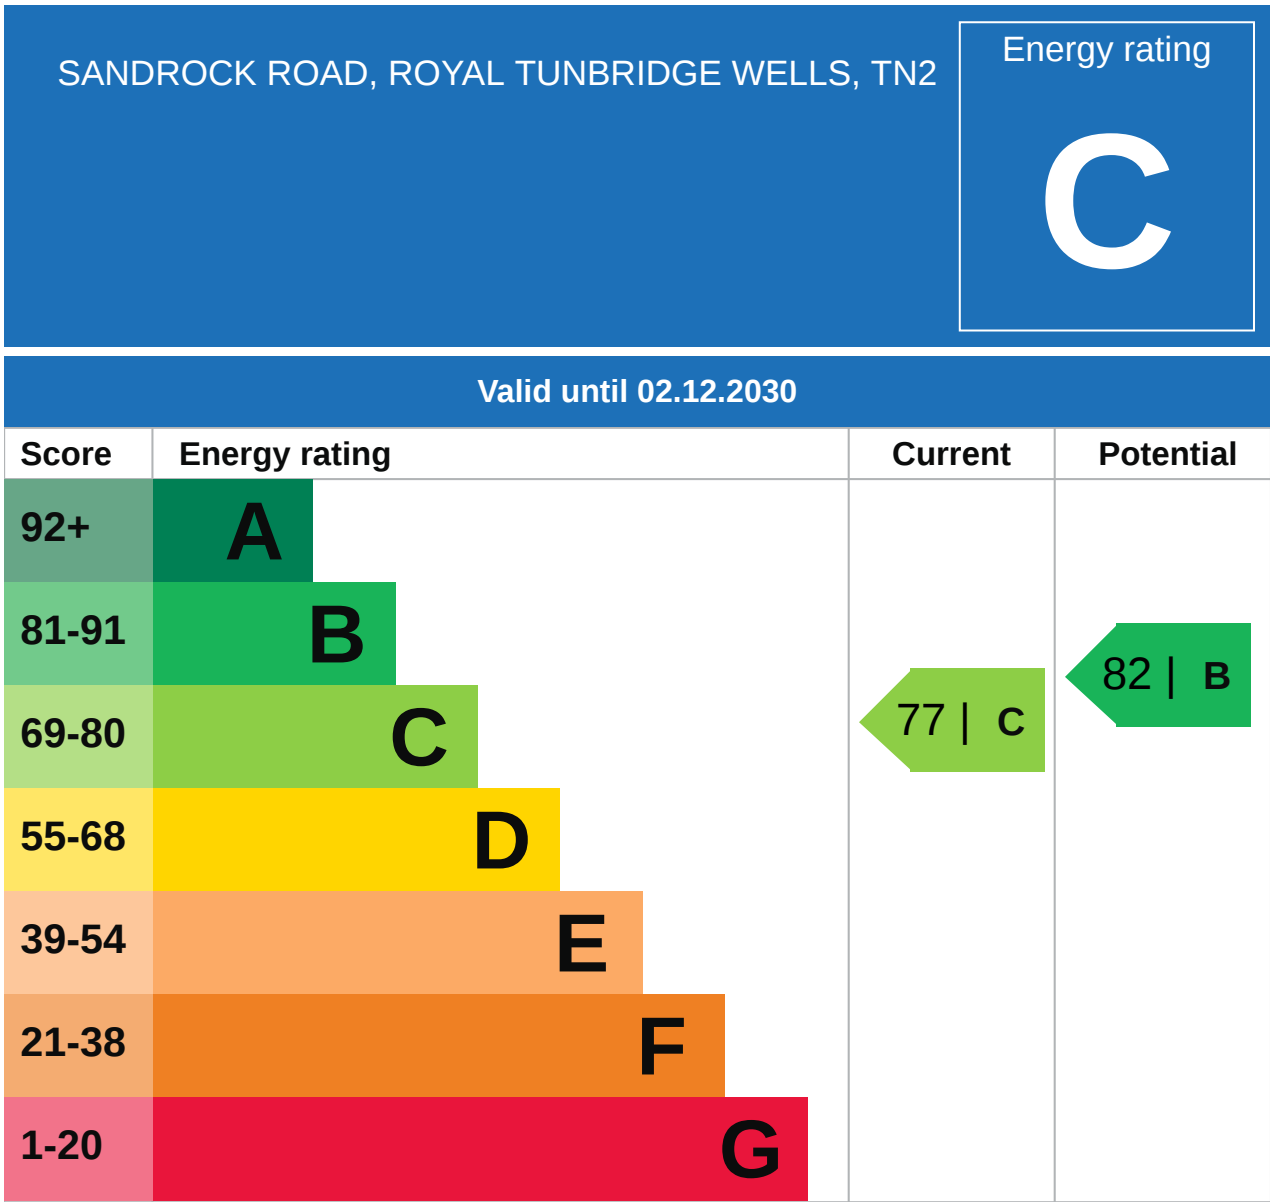 SANDROCK ROAD, ROYAL TUNBRIDGE WELLS, TN2
Energy rating
C
Valid until 02.12.2030
Score Energy rating Current Potential
92+ A
81-91 B
82 | B
69-80 C
77 | C
55-68 D
39-54 E
21-38 F
1-20 G